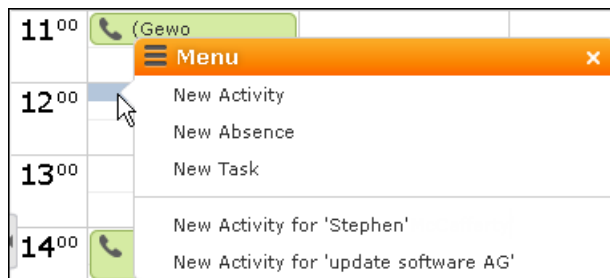 11⁰⁰ (Gewo
Menu ×
12⁰⁰ New Activity
New Absence
13⁰⁰ New Task
New Activity for 'Stephen'
14⁰⁰ New Activity for 'update software AG'